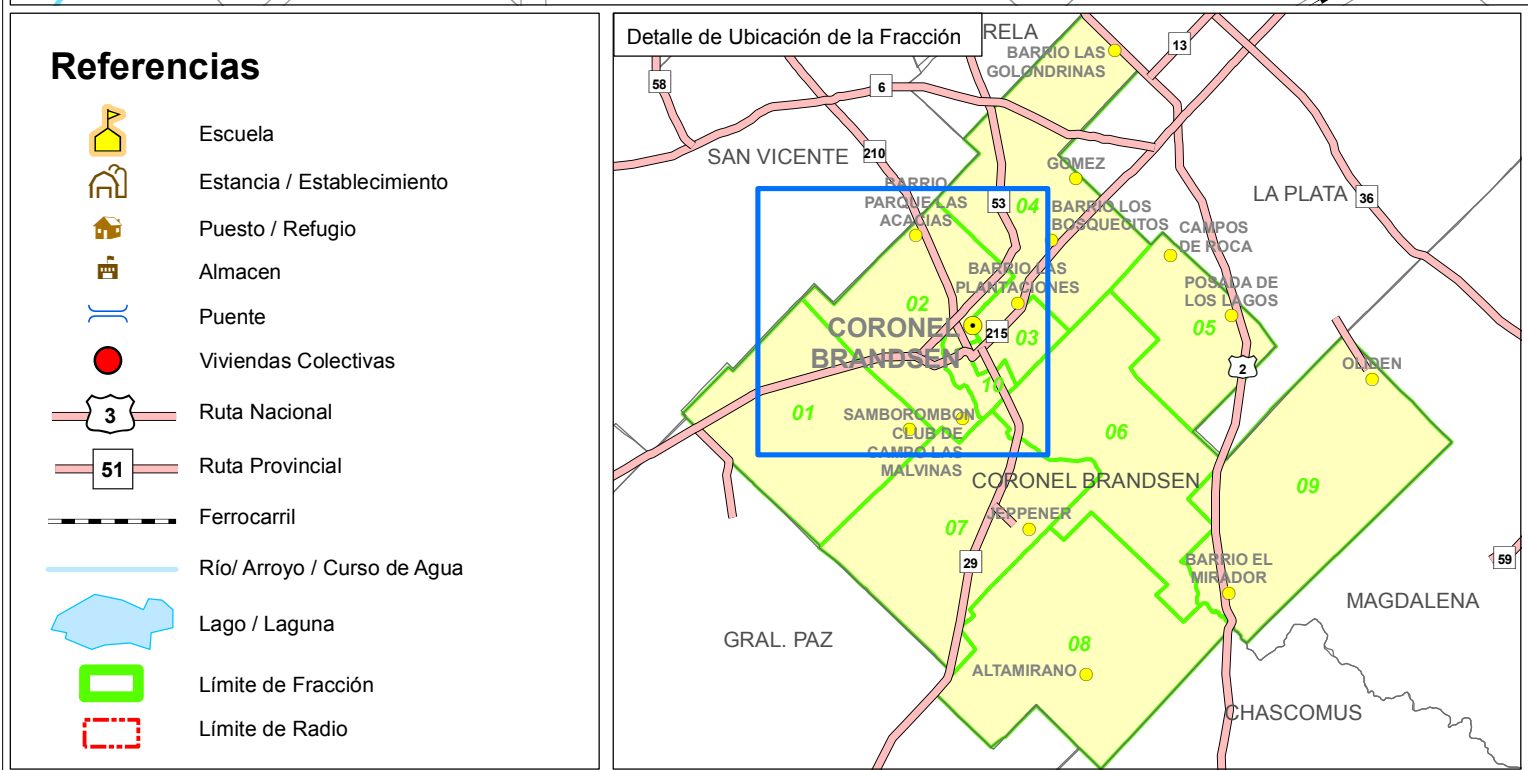 Referencias
Escuela
Estancia / Establecimiento
Puesto / Refugio
Almacen
Puente
Viviendas Colectivas
3
Ruta Nacional
51
Ruta Provincial
Ferrocarril
Río/ Arroyo / Curso de Agua
Lago / Laguna
Límite de Fracción
Límite de Radio
Detalle de Ubicación de la Fracción
RELA
BARRIO LAS
GOLONDRINAS
13
58
6
SAN VICENTE
210
GOMEZ
LA PLATA
36
BARRIO
PARQUE LAS
ACACIAS
53
04
BARRIO LOS
BOSQUECITOS
CAMPOS
DE ROCA
BARRIO LAS
PLANTACIONES
POSADA DE
LOS LAGOS
02
05
CORONEL
BRANDSEN
215
03
2
OLIDEN
10
01
SAMBOROMBON
CLUB DE
CAMPO LAS
MALVINAS
06
CORONEL BRANDSEN
09
07
JEPPENER
29
BARRIO EL
MIRADOR
59
MAGDALENA
GRAL. PAZ
08
ALTAMIRANO
CHASCOMUS